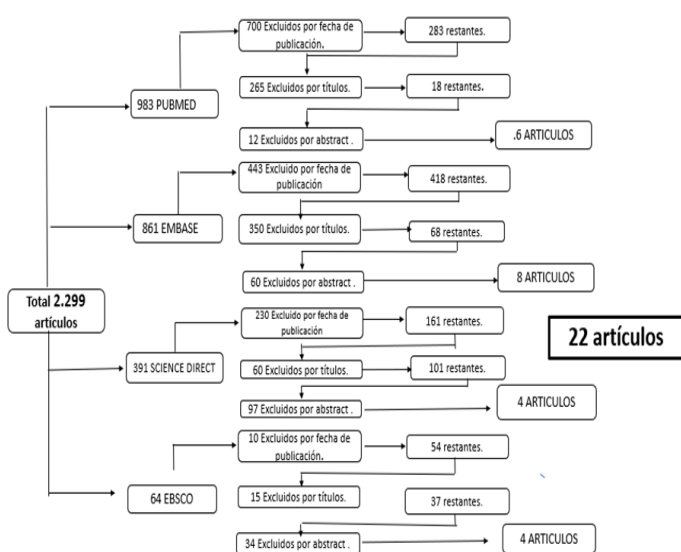 700 Excluidos por fecha de
publicación.
283 restantes.
265 Excluidos por títulos.
18 restantes.
983 PUBMED
12 Excluidos por abstract .
.6 ARTICULOS
443 Excluido por fecha de
publicación
418 restantes.
861 EMBASE
350 Excluidos por títulos.
68 restantes.
60 Excluidos por abstract .
8 ARTICULOS
Total 2.299
artículos
230 Excluido por fecha de
publicación
161 restantes.
22 artículos
391 SCIENCE DIRECT
60 Excluidos por títulos.
101 restantes.
97 Excluidos por abstract .
4 ARTICULOS
10 Excluidos por fecha de
publicación.
54 restantes.
64 EBSCO
15 Excluidos por títulos.
37 restantes.
34 Excluidos por abstract .
4 ARTICULOS